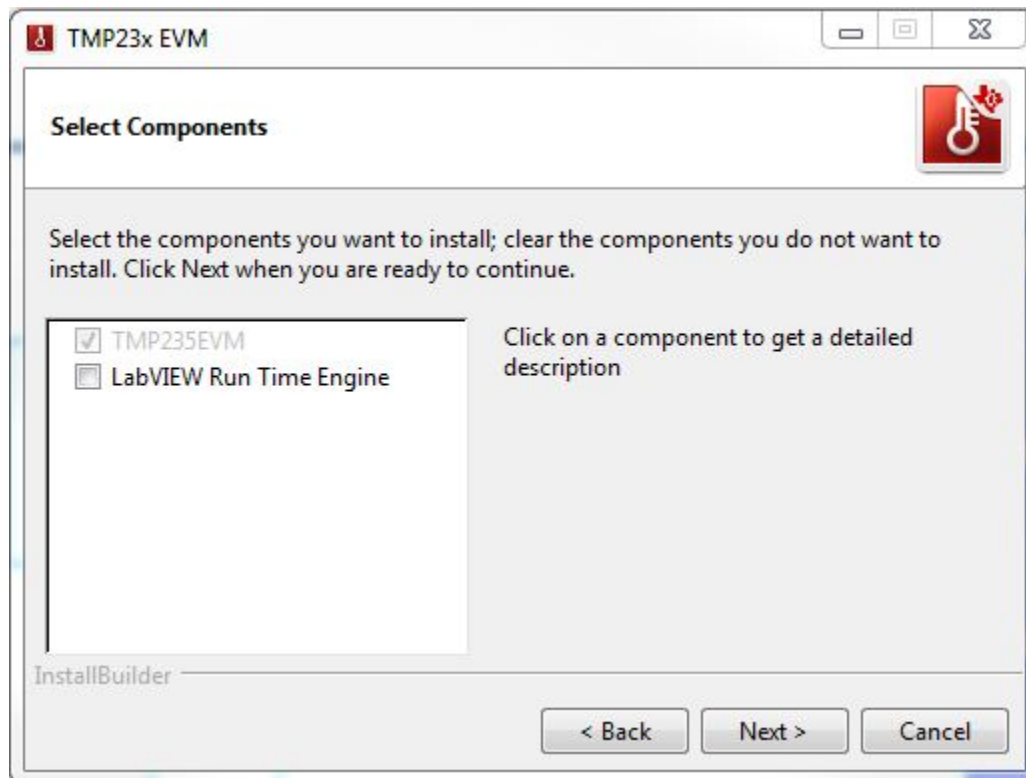 TMP23x EVM
Select Components
Select the components you want to install; clear the components you do not want to
install. Click Next when you are ready to continue.
TMP235EVM
LabVIEW Run Time Engine
Click on a component to get a detailed
description
InstallBuilder
< Back
Next >
Cancel